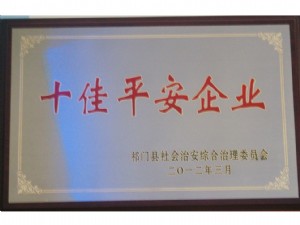 十佳平安企业
祁门县社会治安综合治理委员会
二〇一二年三月